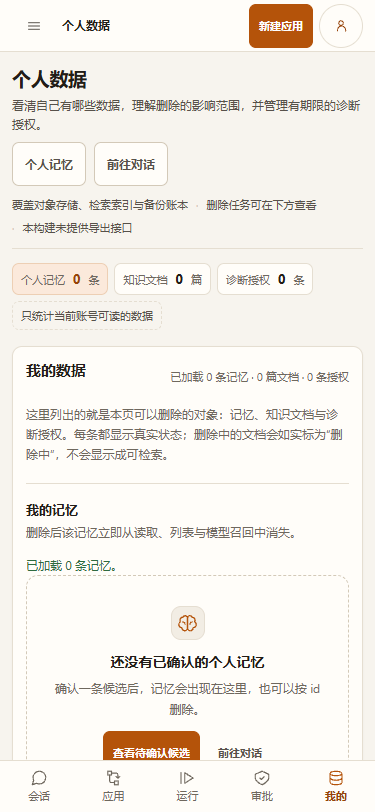 个人数据
新建应用
个人数据
看清自己有哪些数据，理解删除的影响范围，并管理有期限的诊断
授权。
个人记忆
前往对话
覆盖对象存储、检索索引与备份账本 · 删除任务可在下方查看
· 本构建未提供导出接口
个人记忆 0 条
知识文档 0 篇
诊断授权 0 条
只统计当前账号可读的数据
我的数据
已加载 0 条记忆 · 0 篇文档 · 0 条授权
这里列出的就是本页可以删除的对象：记忆、知识文档与诊
断授权。每条都显示真实状态；删除中的文档会如实标为“删
除中”，不会显示成可检索。
我的记忆
删除后该记忆立即从读取、列表与模型召回中消失。
已加载 0 条记忆。
还没有已确认的个人记忆
确认一条候选后，记忆会出现在这里，也可以按 id
删除。
查看待确认候选
前往对话
会话
应用
运行
审批
我的